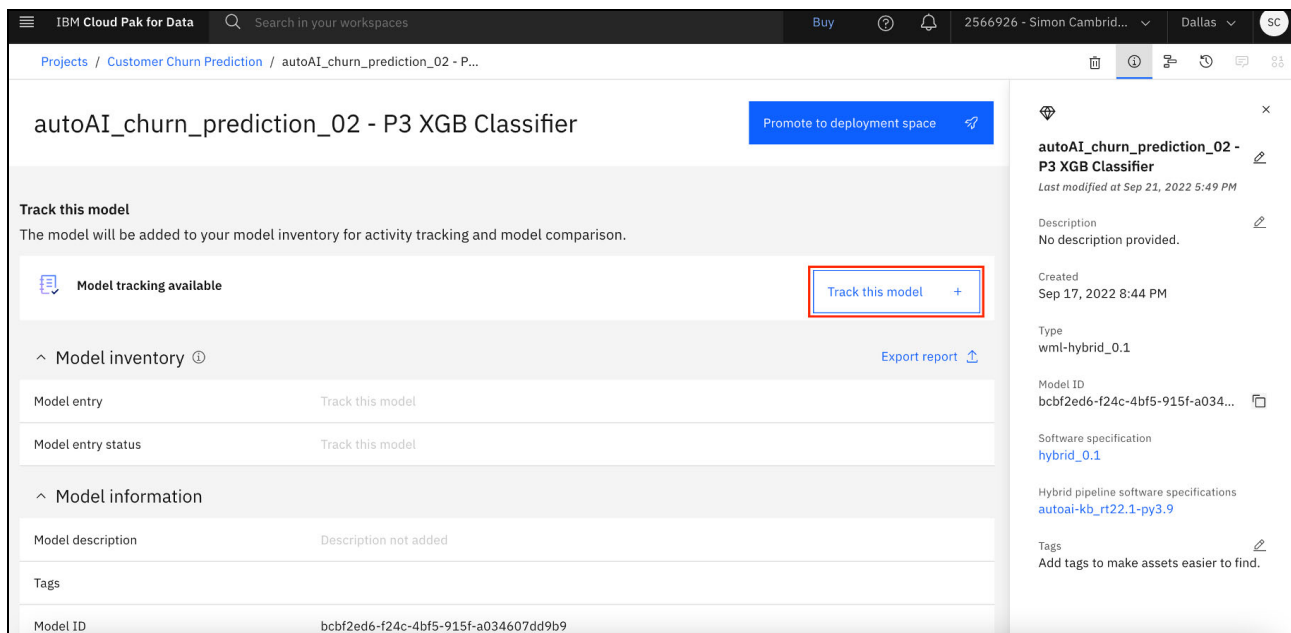 IBM Cloud Pak for Data
Search in your workspaces
Buy
2566926 - Simon Cambrid...
Dallas
SC
Projects / Customer Churn Prediction / autoAI_churn_prediction_02 - P...
autoAI_churn_prediction_02 - P3 XGB Classifier
Promote to deployment space
Track this model
The model will be added to your model inventory for activity tracking and model comparison.
Model tracking available
Track this model +
Model inventory
Export report
Model entry
Track this model
Model entry status
Track this model
Model information
Model description
Description not added
Tags
Model ID
bcbf2ed6-f24c-4bf5-915f-a034607dd9b9
autoAI_churn_prediction_02 -
P3 XGB Classifier
Last modified at Sep 21, 2022 5:49 PM
Description
No description provided.
Created
Sep 17, 2022 8:44 PM
Type
wml-hybrid_0.1
Model ID
bcbf2ed6-f24c-4bf5-915f-a034...
Software specification
hybrid_0.1
Hybrid pipeline software specifications
autoai-kb_rt22.1-py3.9
Tags
Add tags to make assets easier to find.